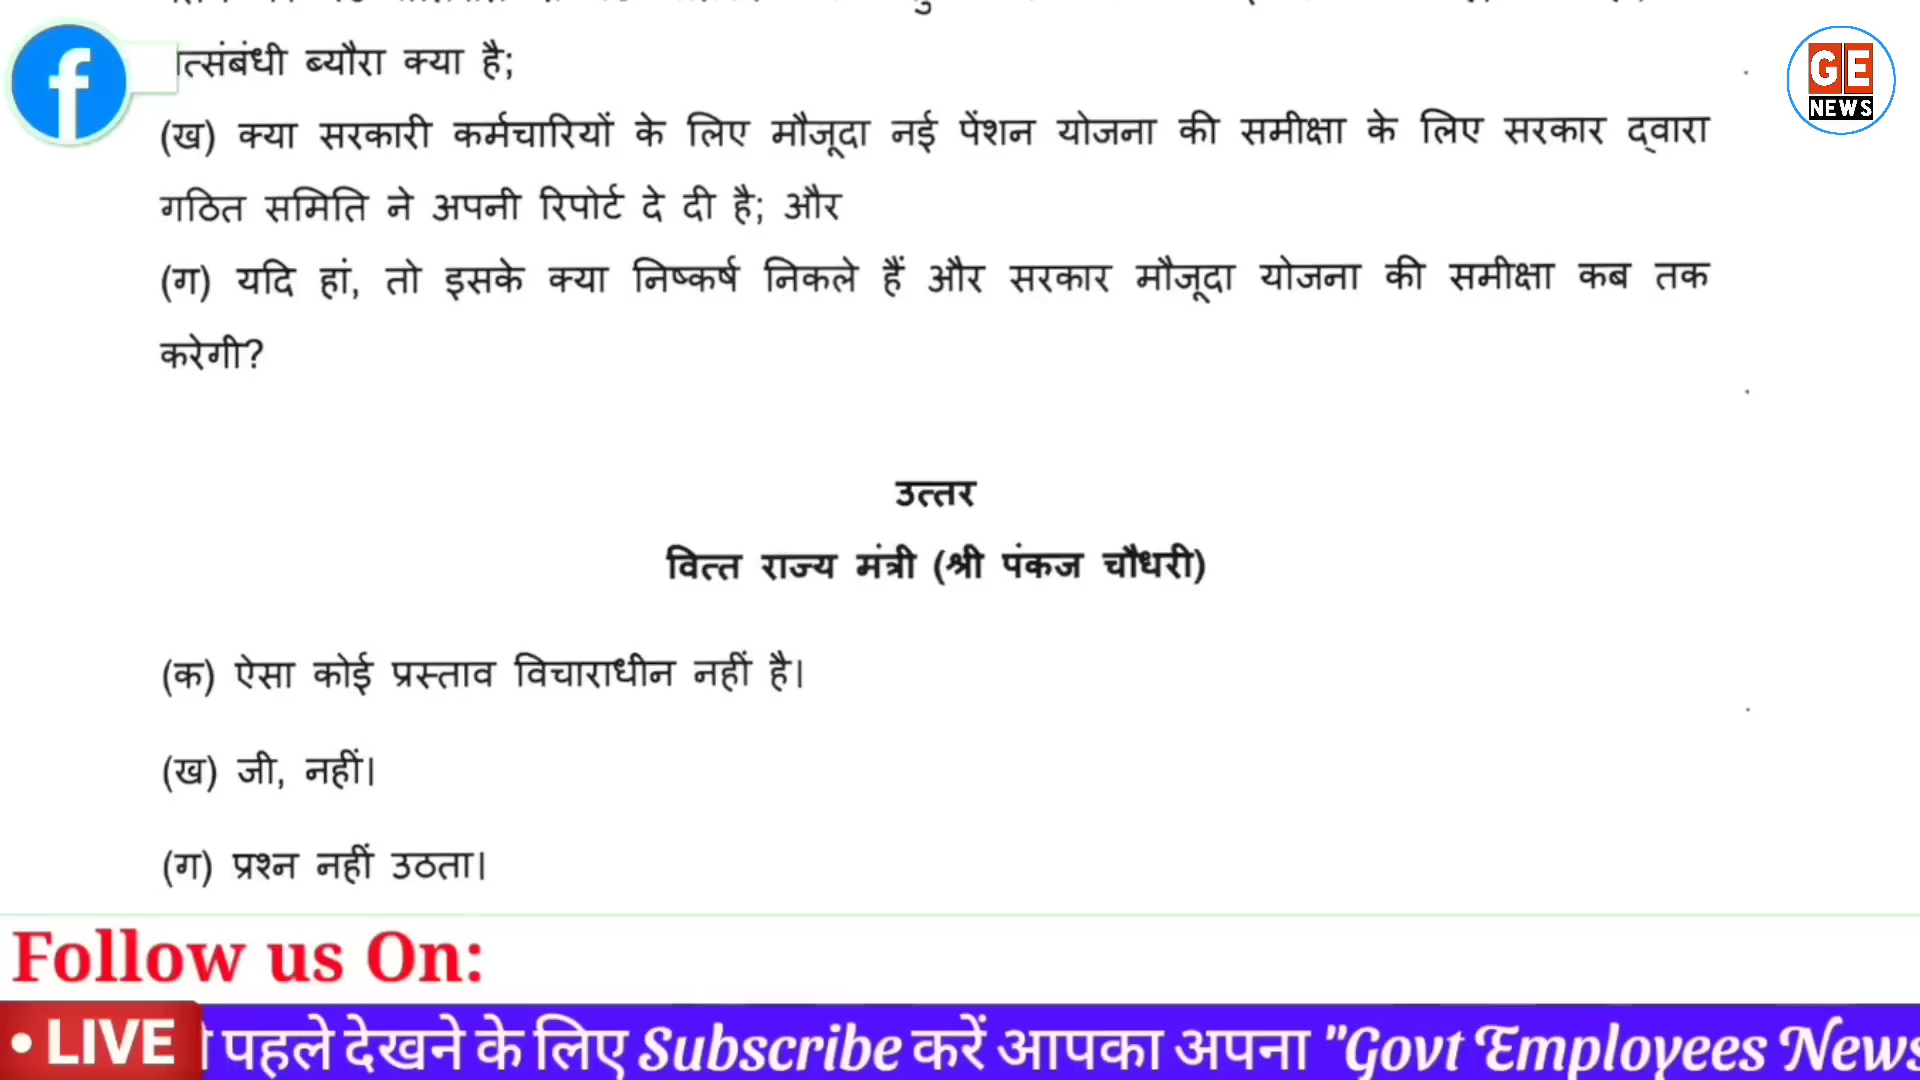 त्संबंधी ब्यौरा क्या है;
(ख) क्या सरकारी कर्मचारियों के लिए मौजूदा नई पेंशन योजना की समीक्षा के लिए सरकार द्वारा
गठित समिति ने अपनी रिपोर्ट दे दी है; और
(ग) यदि हां, तो इसके क्या निष्कर्ष निकले हैं और सरकार मौजूदा योजना की समीक्षा कब तक
करेगी?
उत्तर
वित्त राज्य मंत्री (श्री पंकज चौधरी)
(क) ऐसा कोई प्रस्ताव विचाराधीन नहीं है।
(ख) जी, नहीं।
(ग) प्रश्न नहीं उठता।
f
GE
NEWS
Follow us On:
• LIVE
पहले देखने के लिए Subscribe करें आपका अपना "Govt Employees News